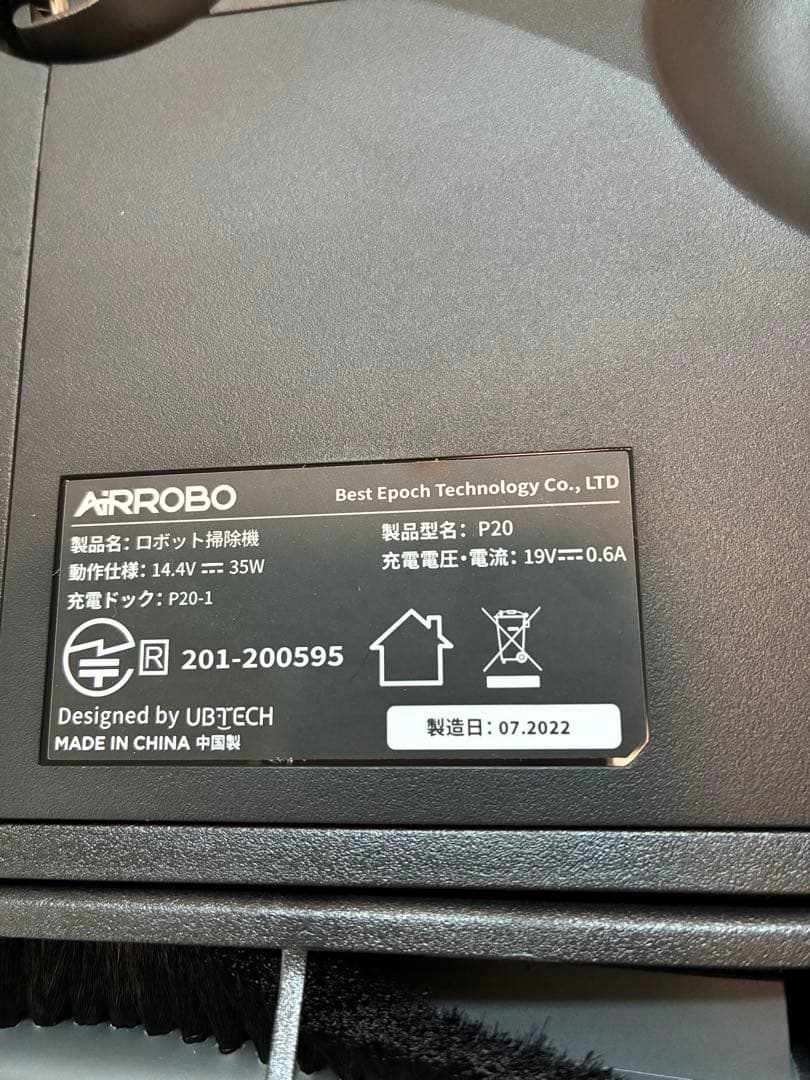 AiRROBO
Best Epoch Technology Co., LTD
製品名: ロボット掃除機
製品型名: P20
動作仕様: 14.4V ⎓ 35W
充電電圧・電流: 19V⎓0.6A
充電ドック: P20-1
R 201-200595
Designed by UBTECH
製造日: 07.2022
MADE IN CHINA 中国製